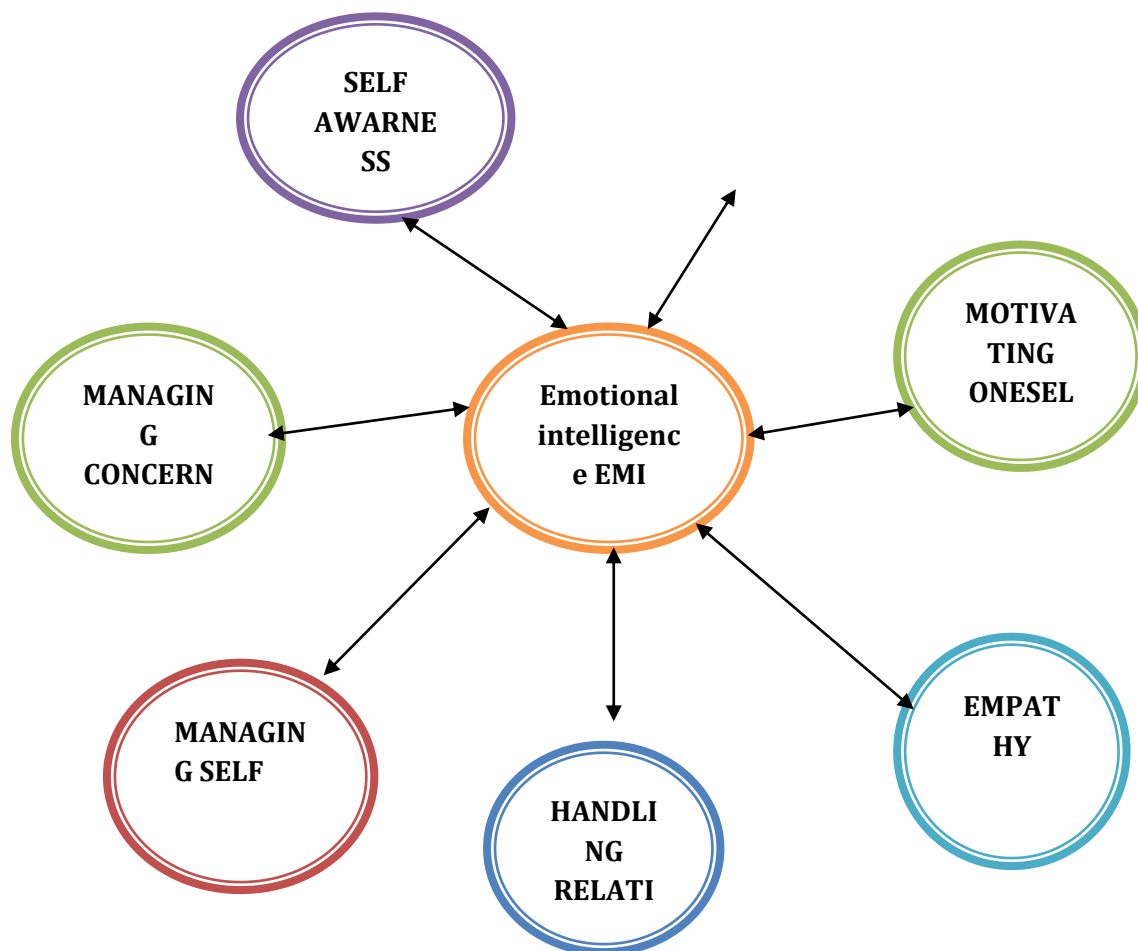 SELF
AWARNE
SS
MOTIVA
TING
ONESEL
MANAGIN
G
CONCERN
Emotional
intelligenc
e EMI
MANAGIN
G SELF
EMPAT
HY
HANDLI
NG
RELATI